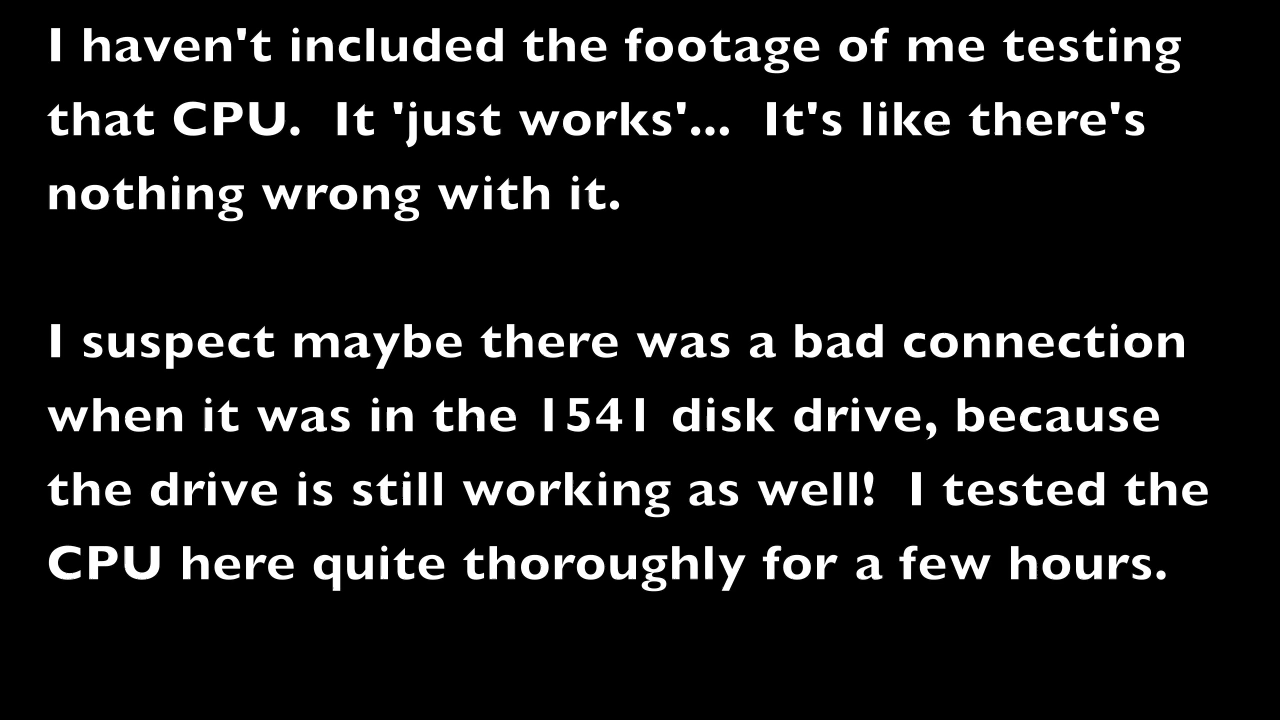 I haven't included the footage of me testing
that CPU.  It 'just works'...  It's like there's
nothing wrong with it.
I suspect maybe there was a bad connection
when it was in the 1541 disk drive, because
the drive is still working as well!  I tested the
CPU here quite thoroughly for a few hours.